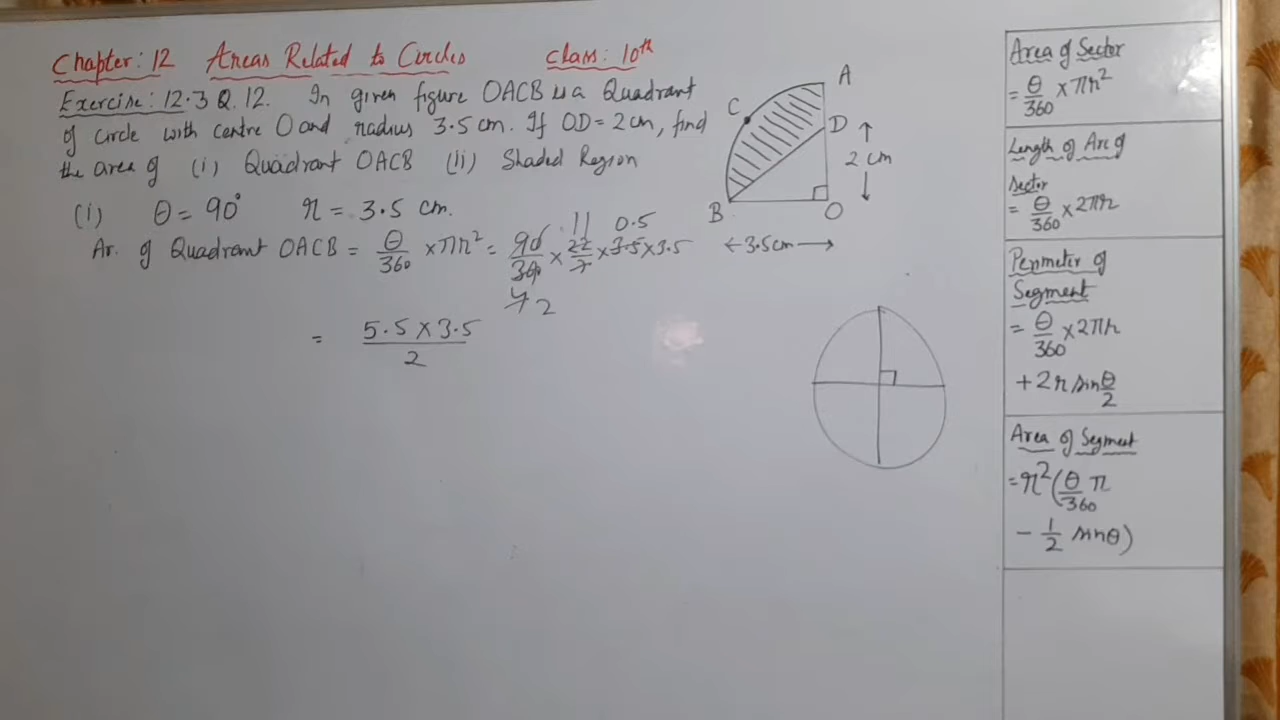 Chapter: 12 Areas Related to Circles class: 10th
Exercise: 12.3 Q. 12. In given figure OACB is a Quadrant
of circle with centre O and radius 3.5 cm. If OD = 2 cm, find
the area of (i) Quadrant OACB (ii) Shaded Region
(i) θ = 90° r = 3.5 cm.
Ar. of Quadrant OACB = θ/360 × πr² = 90/360 × 22/7 × 3.5 × 3.5
11 0.5
4 2
= 5.5 × 3.5 / 2
A
C
D
2 cm
B
O
←3.5cm→
Area of Sector
= θ/360 × πr²
Length of Arc of
Sector
= θ/360 × 2πr
Perimeter of
Segment
= θ/360 × 2πr
+ 2r sin θ/2
Area of Segment
= r² (θ/360 π
- 1/2 sinθ)